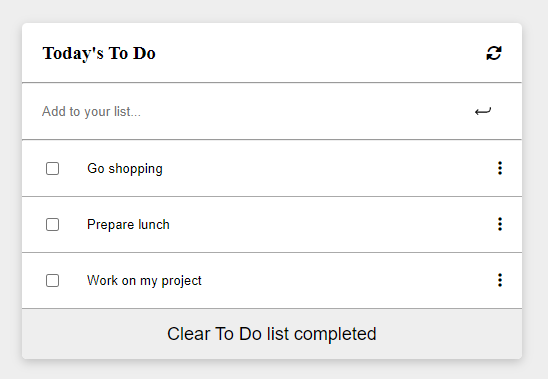 Today's To Do
Add to your list...
Go shopping
Prepare lunch
Work on my project
Clear To Do list completed